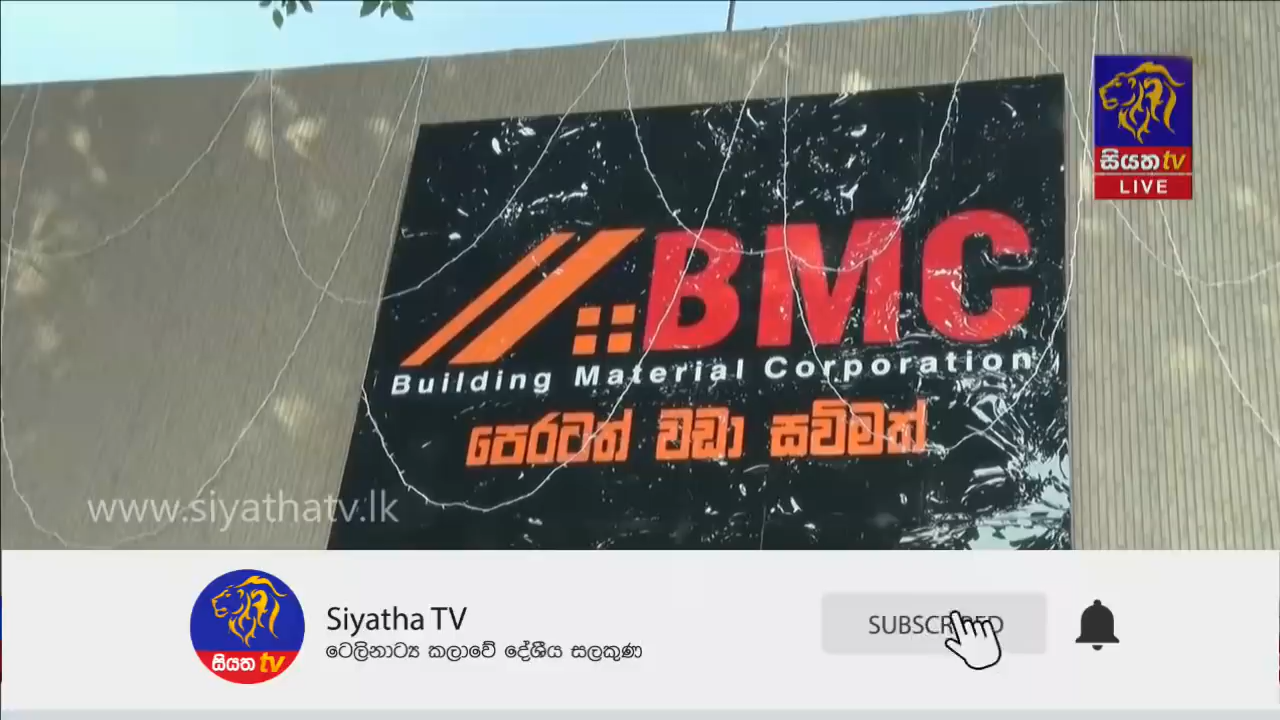 සියත tv
LIVE
BMC
Building Material Corporation
පෙරටත් වඩා සවිමත්
www.siyathatv.lk
සියත tv
Siyatha TV
ටෙලිනාට්‍ය කලාවේ දේශීය සලකුණ
SUBSCRIBED